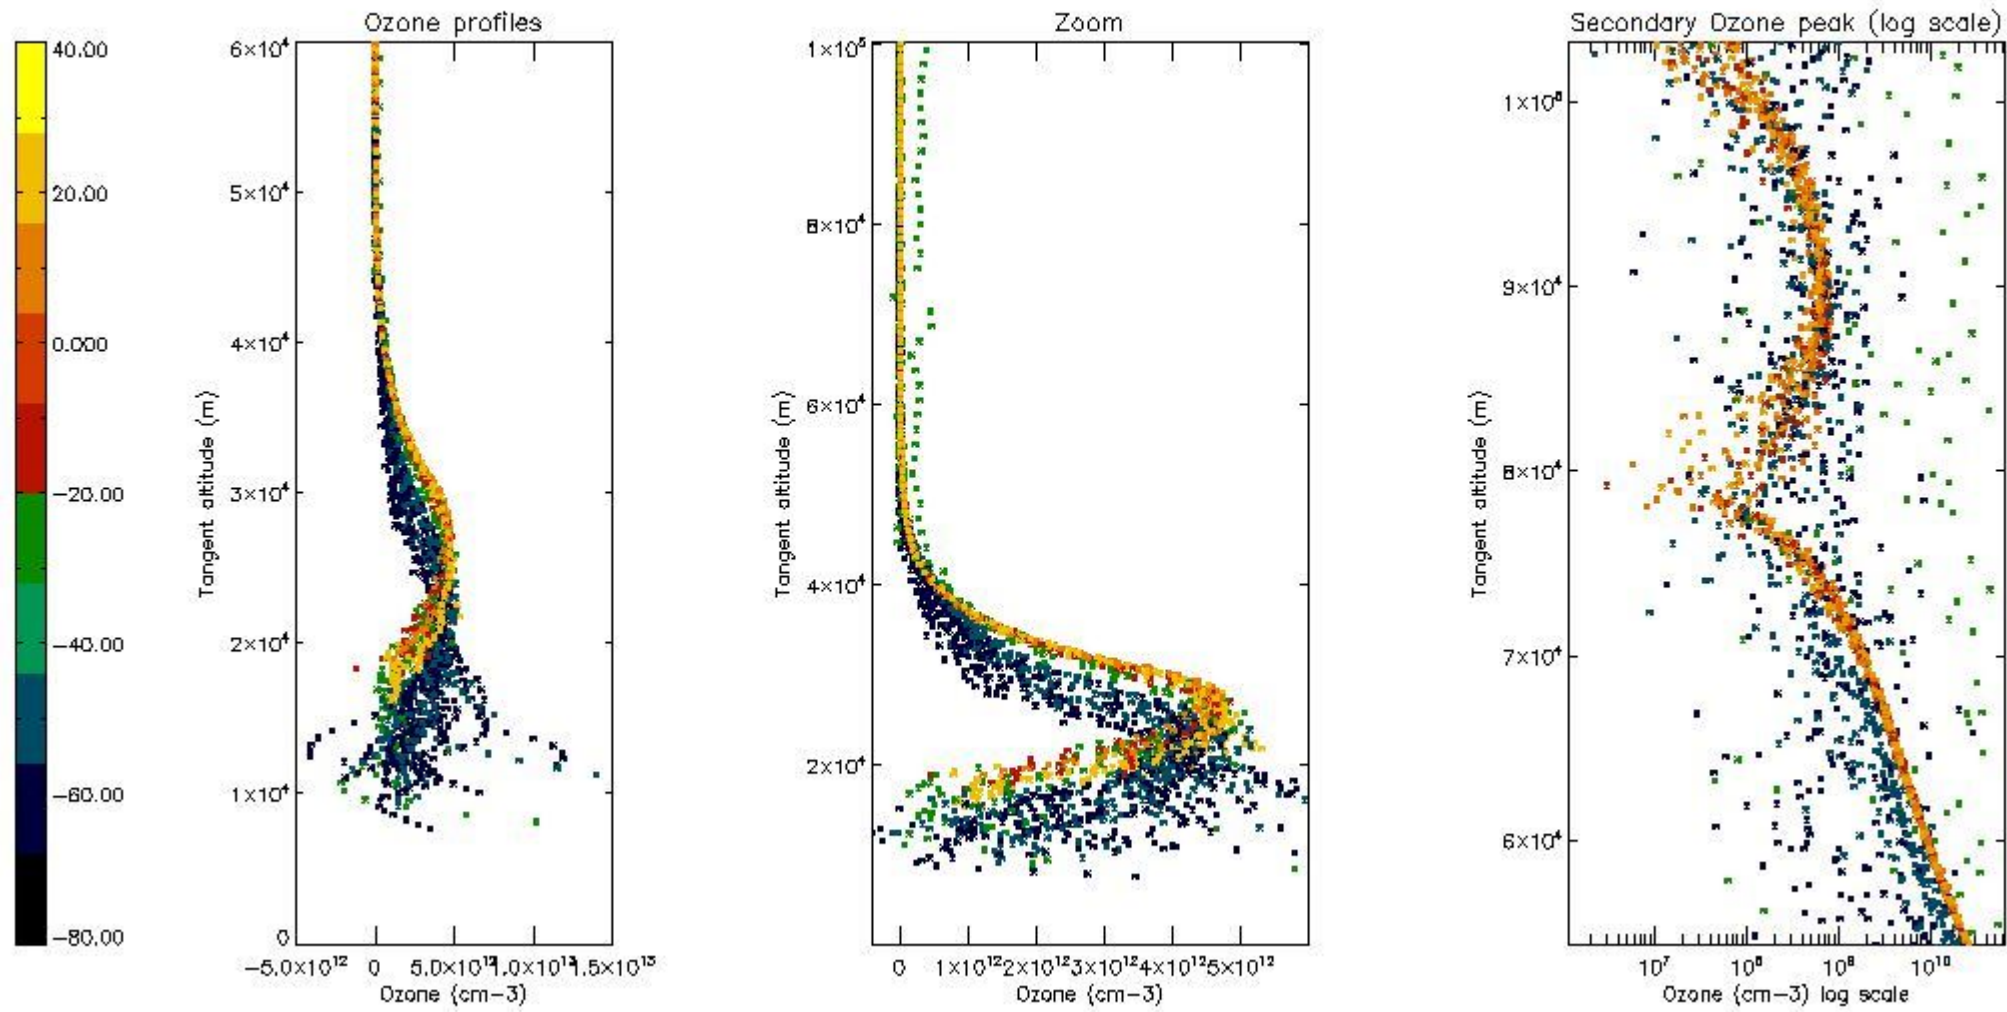 Ozone profiles
Zoom
Secondary Ozone peak (log scale)
40.00
20.00
0.000
−20.00
−40.00
−60.00
−80.00
6×10⁴
5×10⁴
4×10⁴
3×10⁴
2×10⁴
1×10⁴
0
Tangent altitude (m)
−5.0×10¹² 0 5.0×10¹² 1.0×10¹³ 1.5×10¹³
Ozone (cm−3)
1×10⁵
8×10⁴
6×10⁴
4×10⁴
2×10⁴
Tangent altitude (m)
0 1×10¹² 2×10¹² 3×10¹² 4×10¹² 5×10¹²
Ozone (cm−3)
1×10⁵
9×10⁴
8×10⁴
7×10⁴
6×10⁴
Tangent altitude (m)
10⁷ 10⁸ 10⁹ 10¹⁰
Ozone (cm−3) log scale